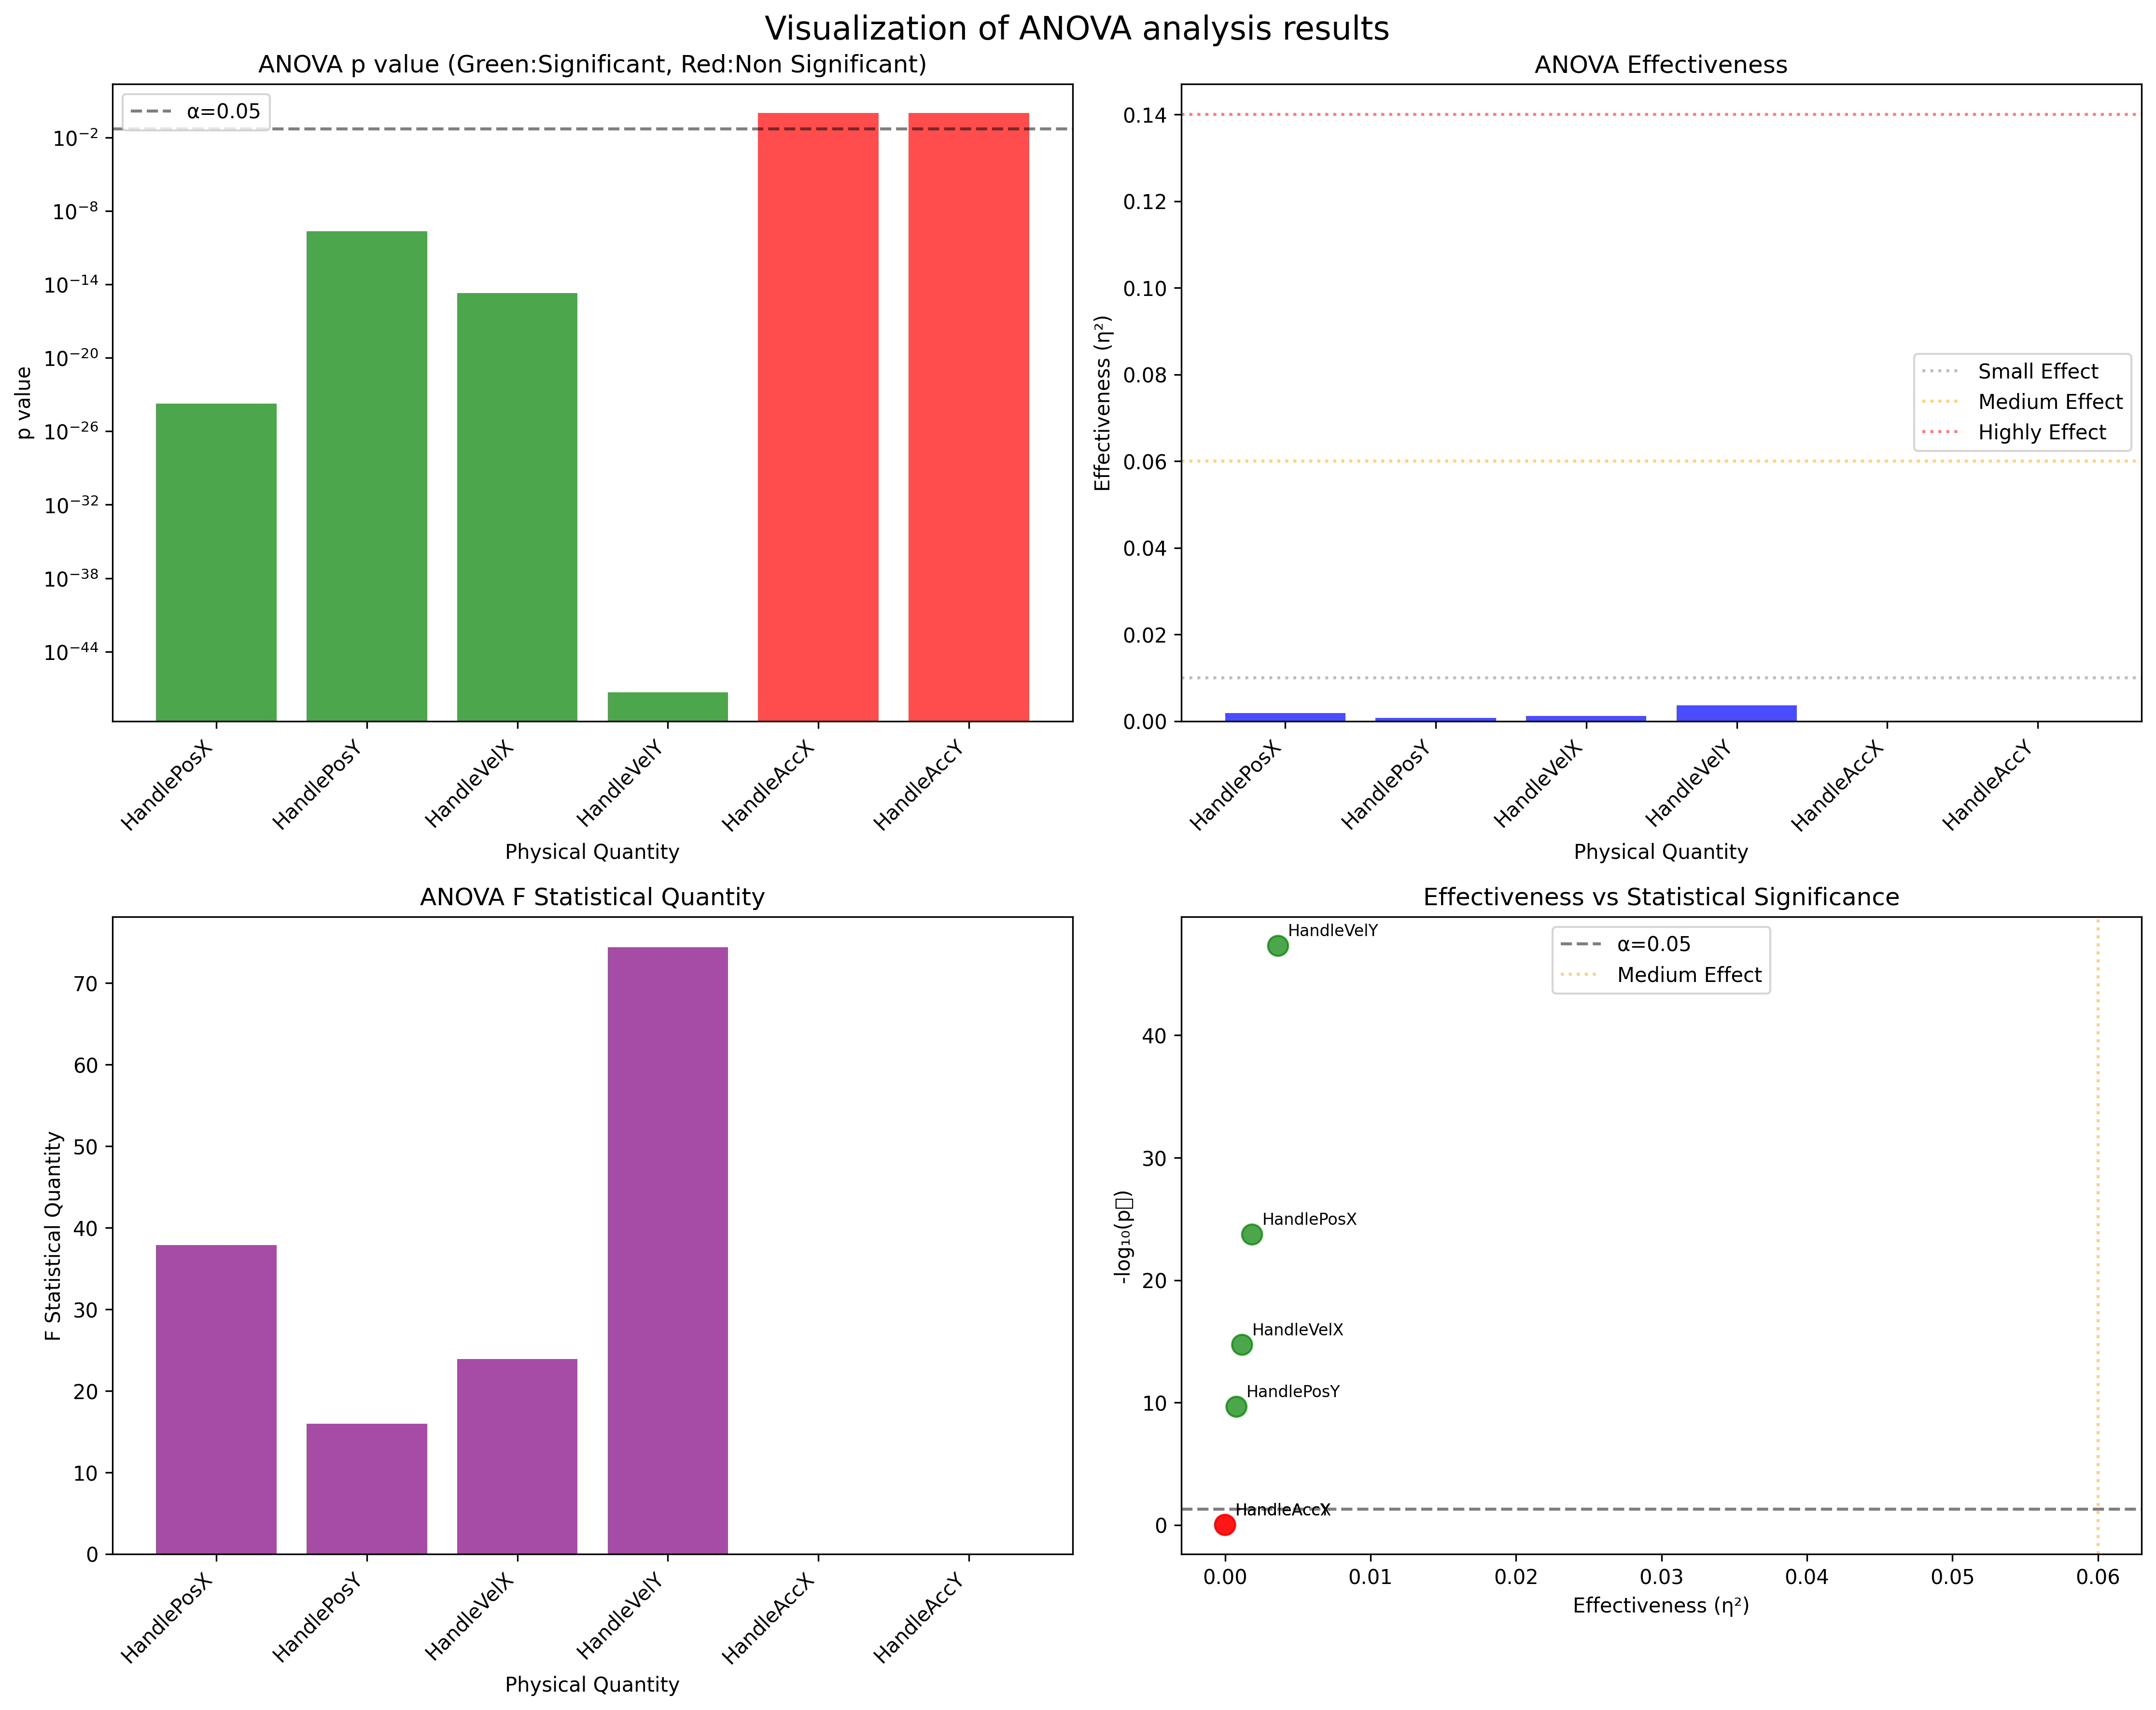 Visualization of ANOVA analysis results
ANOVA p value (Green:Significant, Red:Non Significant)
α=0.05
10⁻²
10⁻⁸
10⁻¹⁴
10⁻²⁰
10⁻²⁶
10⁻³²
10⁻³⁸
10⁻⁴⁴
p value
HandlePosX
HandlePosY
HandleVelX
HandleVelY
HandleAccX
HandleAccY
Physical Quantity
ANOVA Effectiveness
0.14
0.12
0.10
0.08
0.06
0.04
0.02
0.00
Effectiveness (η²)
Small Effect
Medium Effect
Highly Effect
HandlePosX
HandlePosY
HandleVelX
HandleVelY
HandleAccX
HandleAccY
Physical Quantity
ANOVA F Statistical Quantity
70
60
50
40
30
20
10
0
F Statistical Quantity
HandlePosX
HandlePosY
HandleVelX
HandleVelY
HandleAccX
HandleAccY
Physical Quantity
Effectiveness vs Statistical Significance
α=0.05
Medium Effect
40
30
20
10
0
-log₁₀(p▯)
HandleVelY
HandlePosX
HandleVelX
HandlePosY
0.00
0.01
0.02
0.03
0.04
0.05
0.06
Effectiveness (η²)